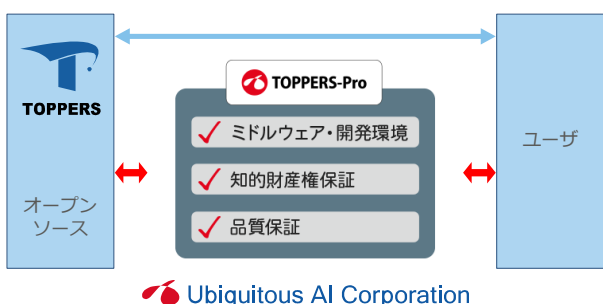 TOPPERS
オープン
ソース
TOPPERS-Pro
ミドルウェア・開発環境
知的財産権保証
品質保証
ユーザ
Ubiquitous AI Corporation